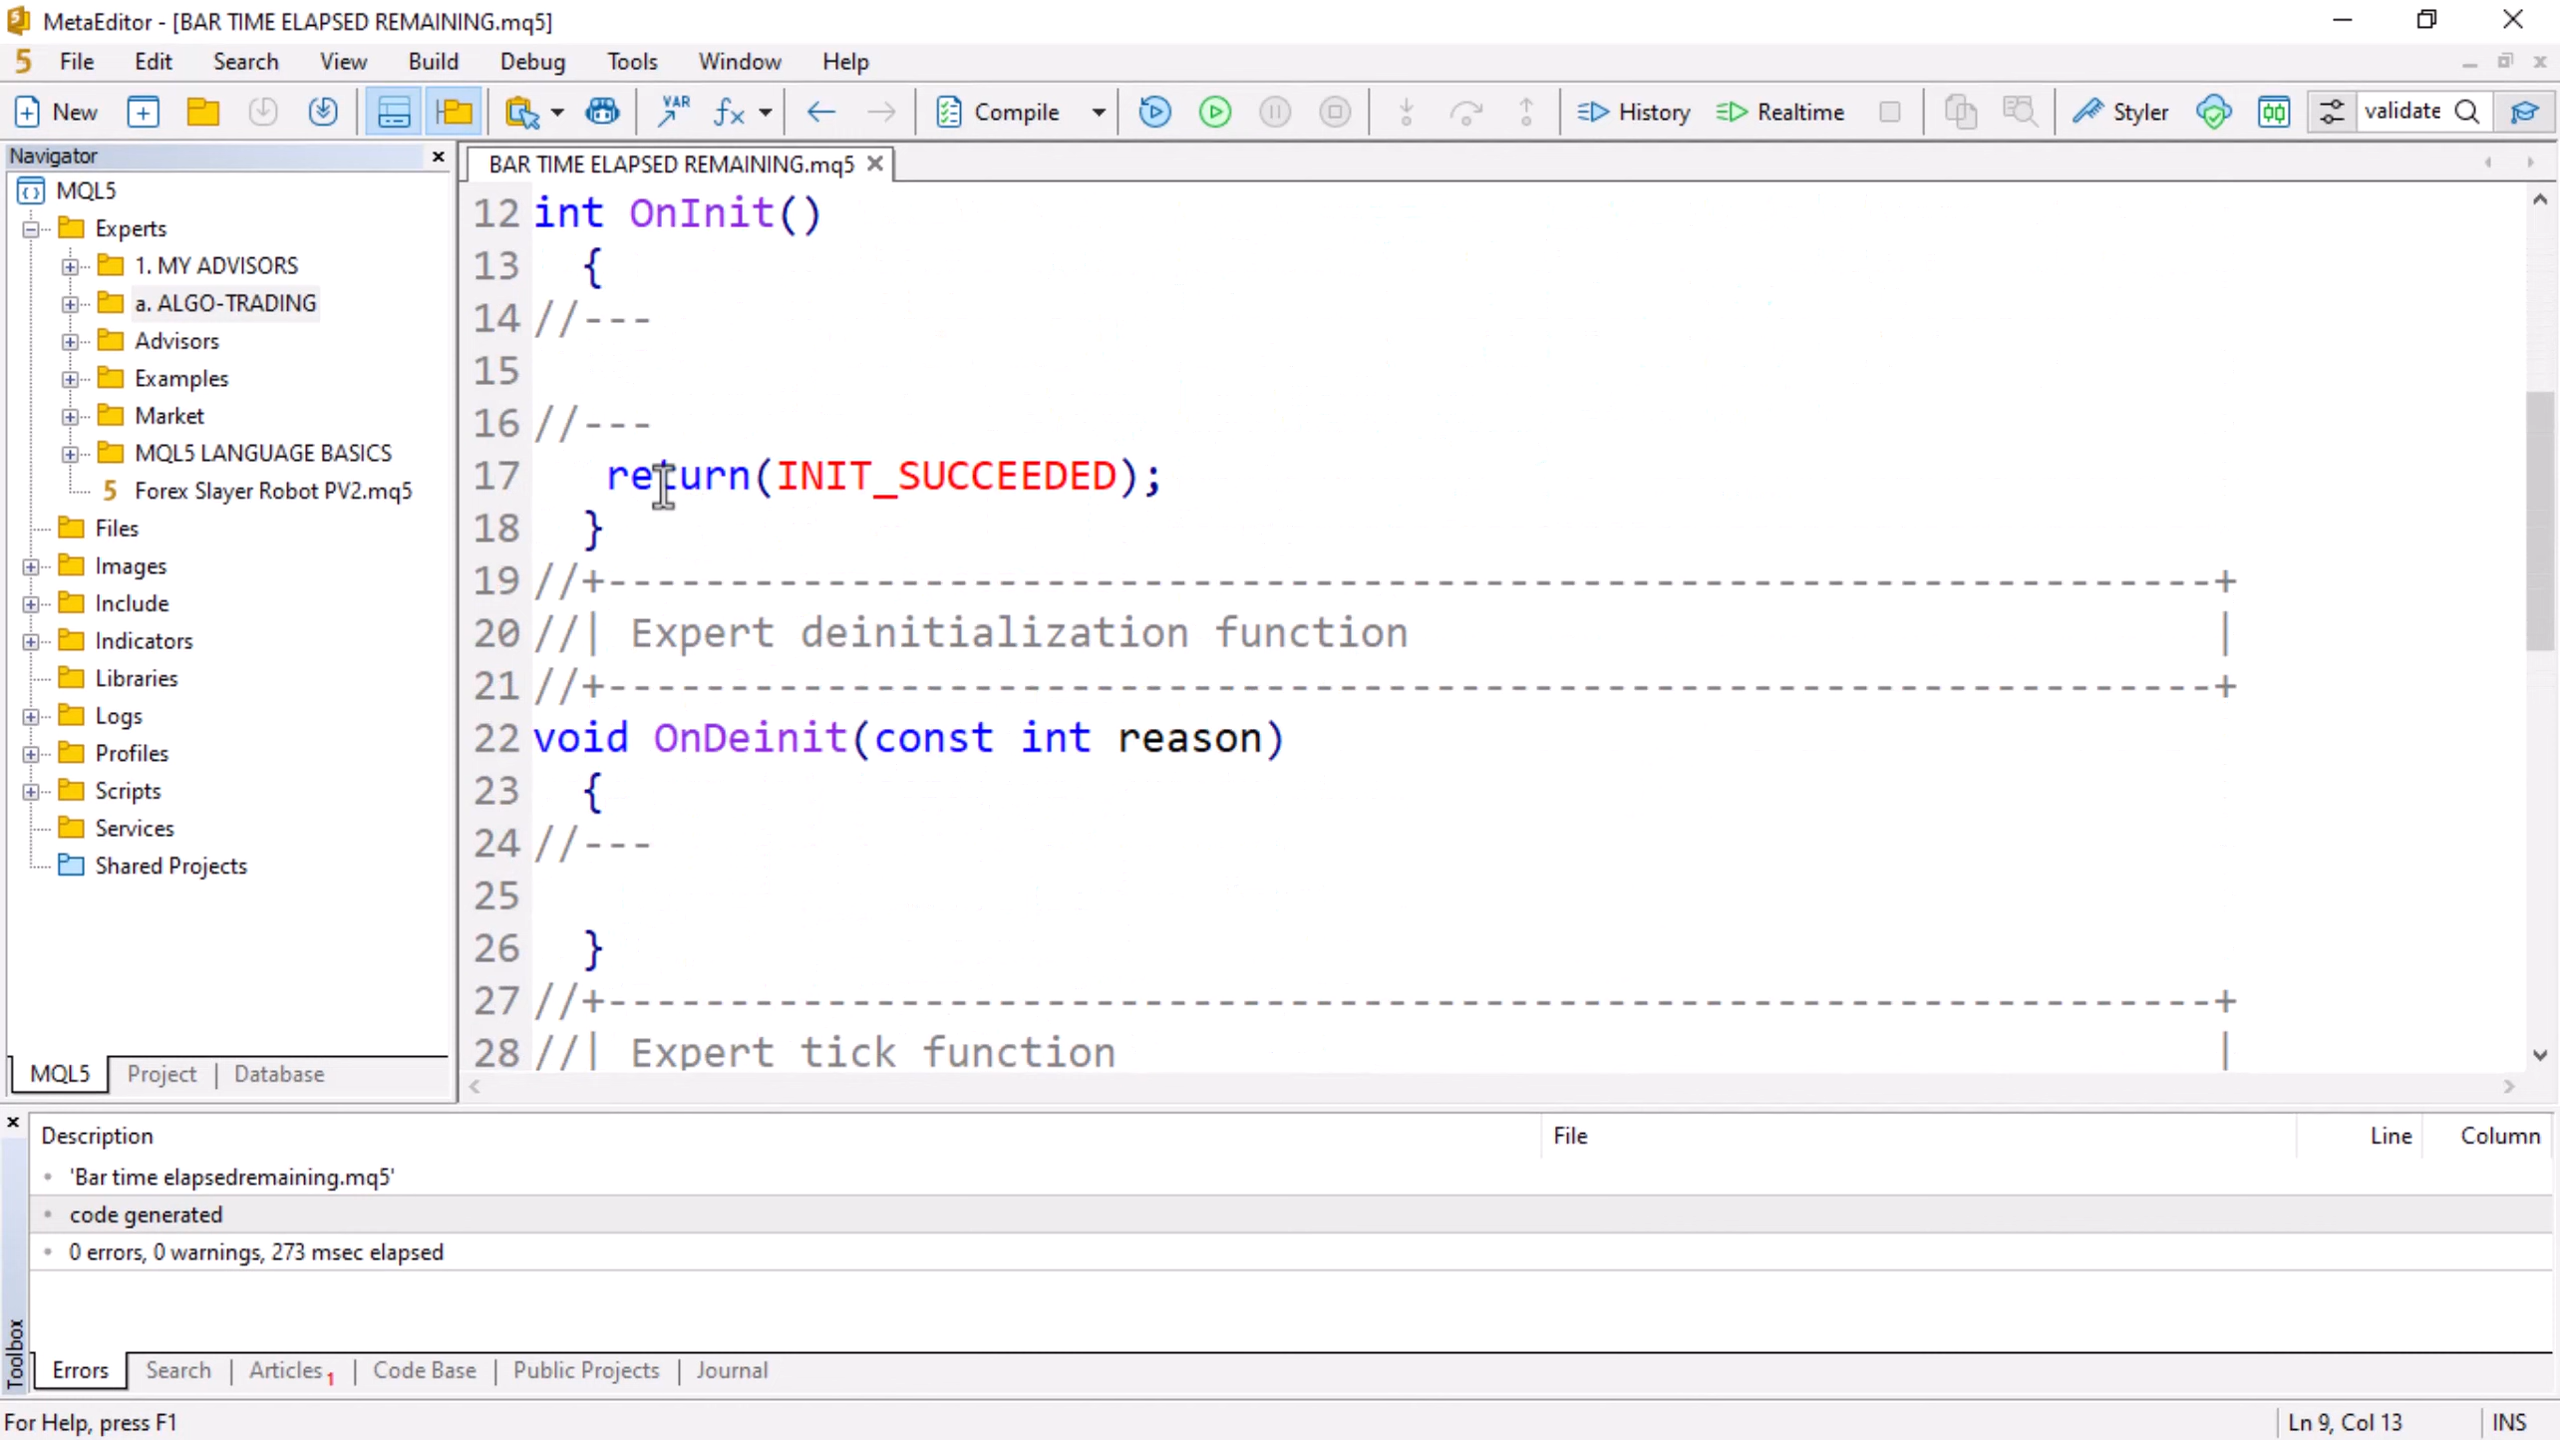 MetaEditor - [BAR TIME ELAPSED REMAINING.mq5]
5 File Edit Search View Build Debug Tools Window Help
New VAR fx Compile History Realtime Styler validate
Navigator
MQL5
Experts
1. MY ADVISORS
a. ALGO-TRADING
Advisors
Examples
Market
MQL5 LANGUAGE BASICS
5 Forex Slayer Robot PV2.mq5
Files
Images
Include
Indicators
Libraries
Logs
Profiles
Scripts
Services
Shared Projects
MQL5 Project Database
BAR TIME ELAPSED REMAINING.mq5
12 int OnInit()
13 {
14 //---
15
16 //---
17 return(INIT_SUCCEEDED);
18 }
19 //+------------------------------------------------------------------+
20 //| Expert deinitialization function |
21 //+------------------------------------------------------------------+
22 void OnDeinit(const int reason)
23 {
24 //---
25
26 }
27 //+------------------------------------------------------------------+
28 //| Expert tick function |
Description File Line Column
'Bar time elapsedremaining.mq5'
code generated
0 errors, 0 warnings, 273 msec elapsed
Toolbox
Errors Search Articles 1 Code Base Public Projects Journal
For Help, press F1 Ln 9, Col 13 INS